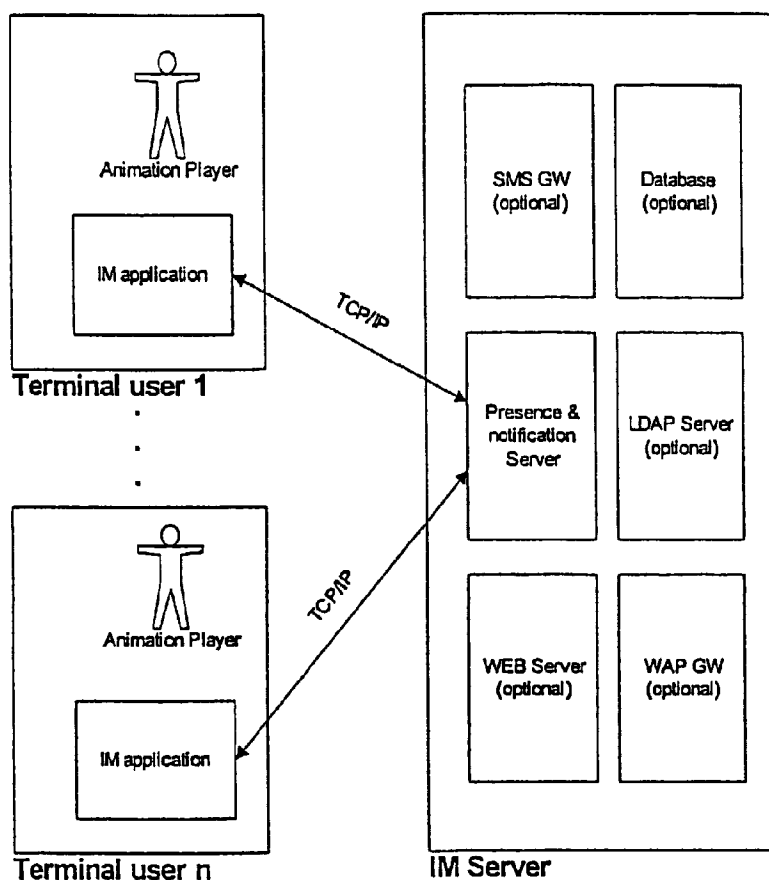 Animation Player
IM application
Terminal user 1
TCP/IP
Animation Player
IM application
Terminal user n
TCP/IP
SMS GW
(optional)
Database
(optional)
Presence &
notification
Server
LDAP Server
(optional)
WEB Server
(optional)
WAP GW
(optional)
IM Server